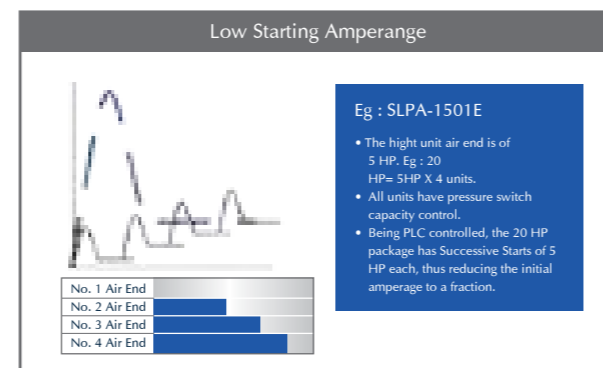 Low Starting Amperange
Eg : SLPA-1501E
• The hight unit air end is of
5 HP. Eg : 20
HP= 5HP X 4 units.
• All units have pressure switch
capacity control.
• Being PLC controlled, the 20 HP
package has Successive Starts of 5
HP each, thus reducing the initial
amperage to a fraction.
No. 1 Air End
No. 2 Air End
No. 3 Air End
No. 4 Air End